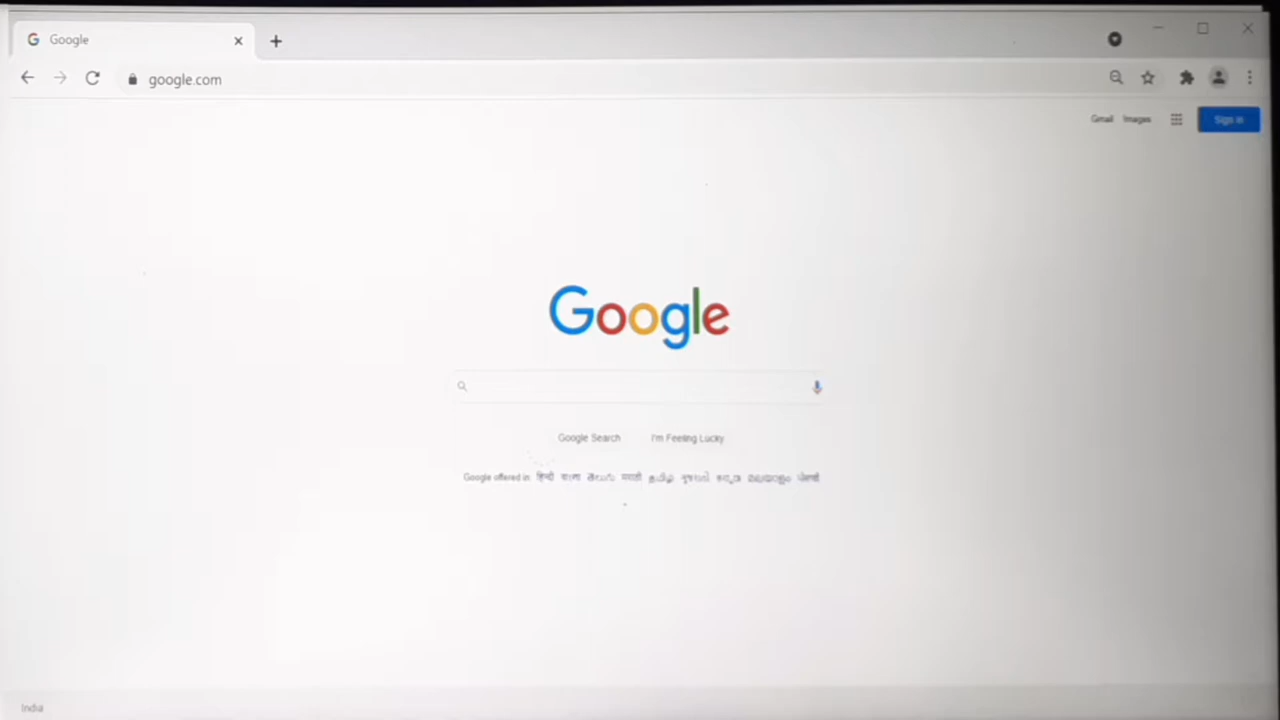 Google
google.com
Gmail Images Sign in
Google
Google Search I'm Feeling Lucky
Google offered in: हिन्दी বাংলা తెలుగు मराठी தமிழ் ગુજરાતી ಕನ್ನಡ മലയാളം ਪੰਜਾਬੀ
India